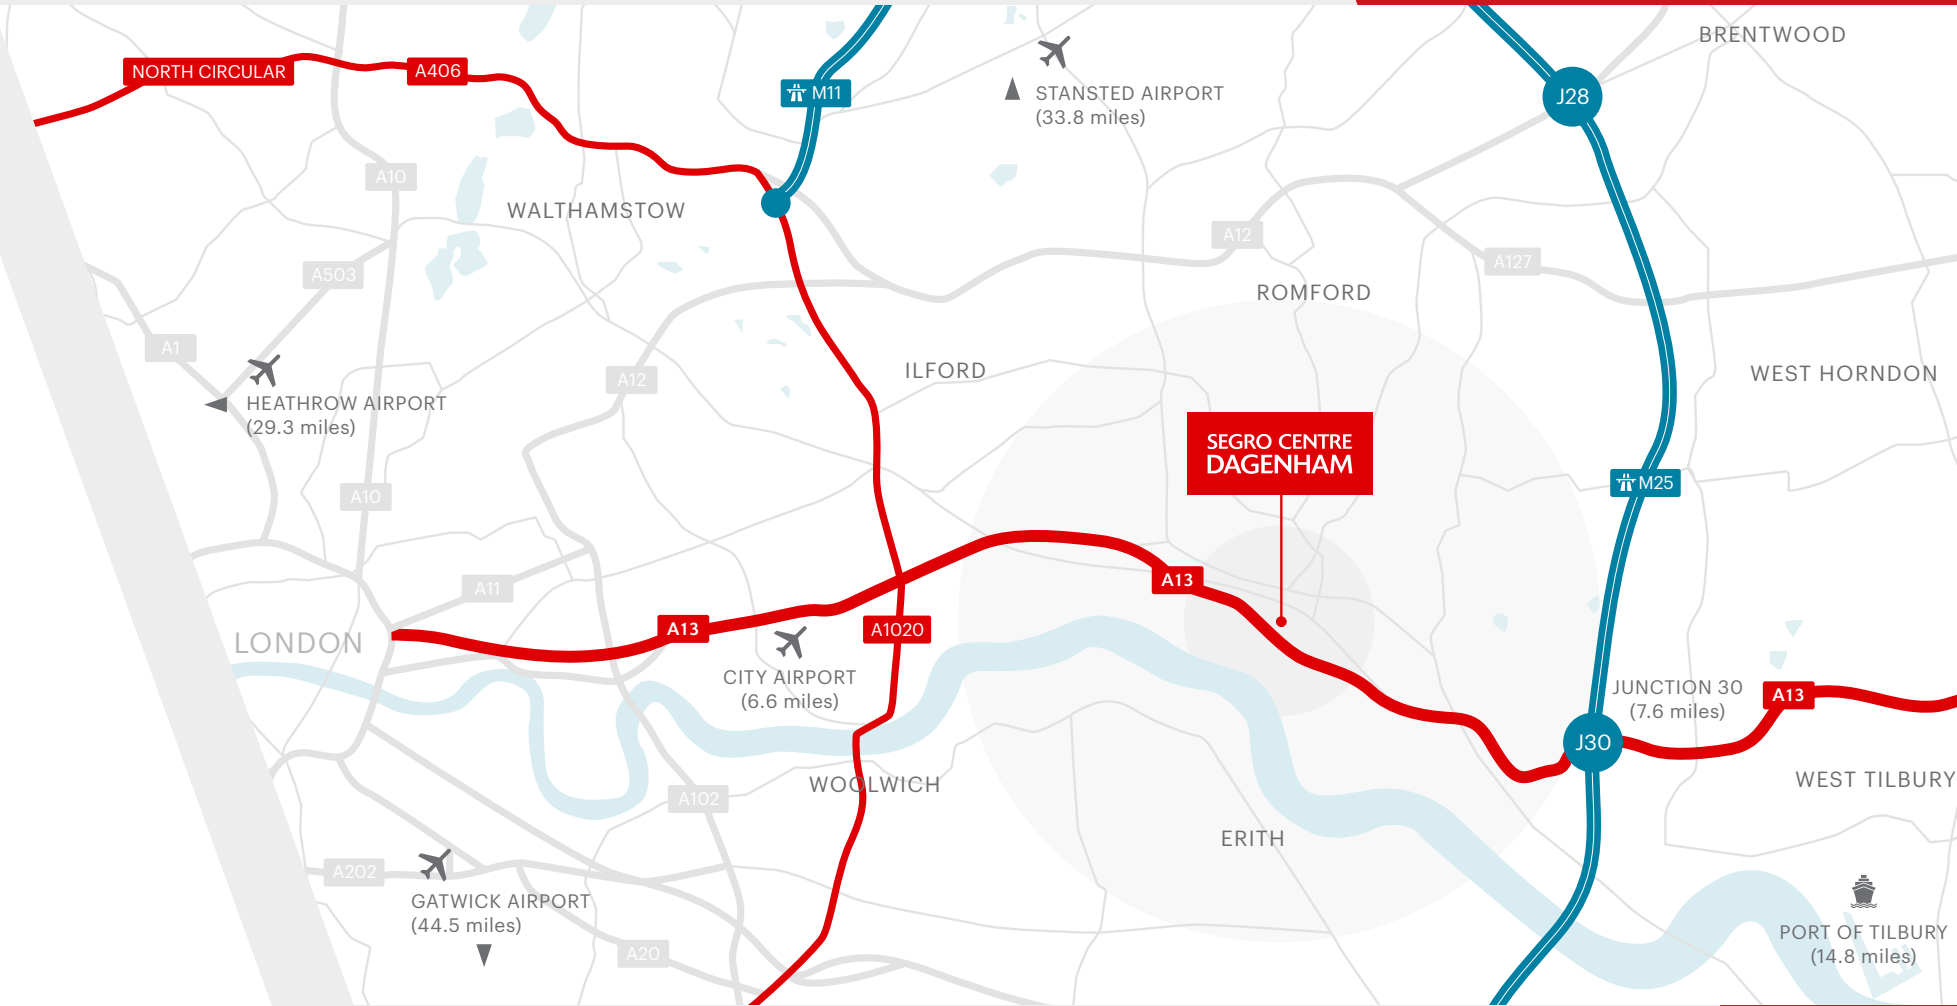 BRENTWOOD
NORTH CIRCULAR
A406
M11
STANSTED AIRPORT
(33.8 miles)
J28
A10
WALTHAMSTOW
A12
A503
A127
ROMFORD
A1
ILFORD
A12
WEST HORNDON
HEATHROW AIRPORT
(29.3 miles)
SEGRO CENTRE
DAGENHAM
A10
M25
A13
A11
A13
A1020
LONDON
CITY AIRPORT
(6.6 miles)
JUNCTION 30
(7.6 miles)
A13
J30
WOOLWICH
WEST TILBURY
A102
ERITH
A202
GATWICK AIRPORT
(44.5 miles)
PORT OF TILBURY
(14.8 miles)
A20